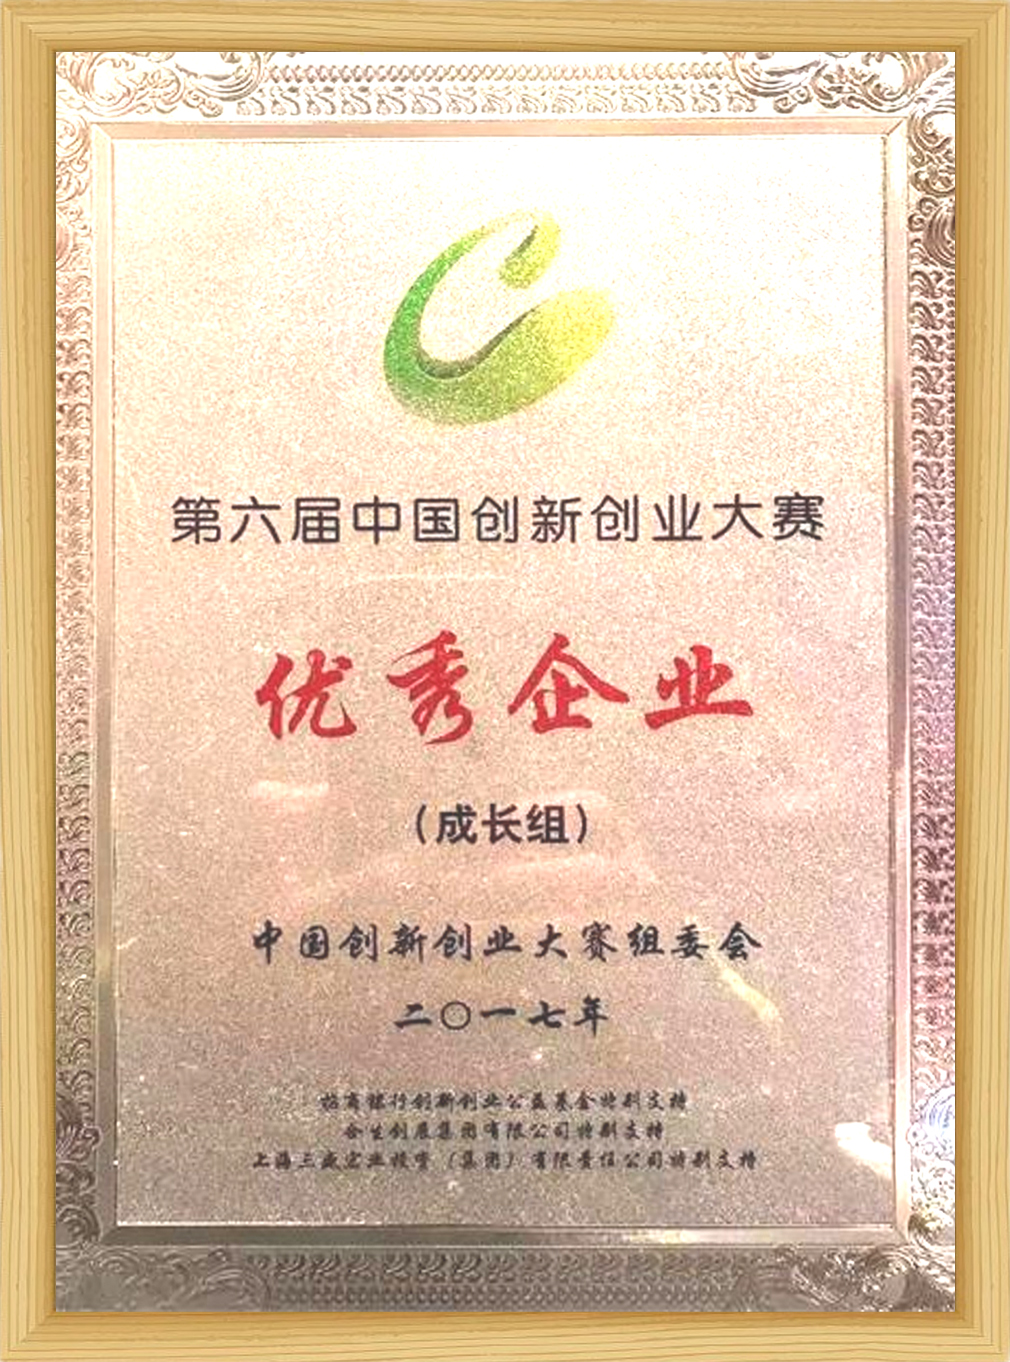 第六届中国创新创业大赛
优秀企业
（成长组）
中国创新创业大赛组委会
二〇一七年
招商银行创新创业公益基金特别支持
合生创展集团有限公司特别支持
上海三盛宏业投资（集团）有限责任公司特别支持